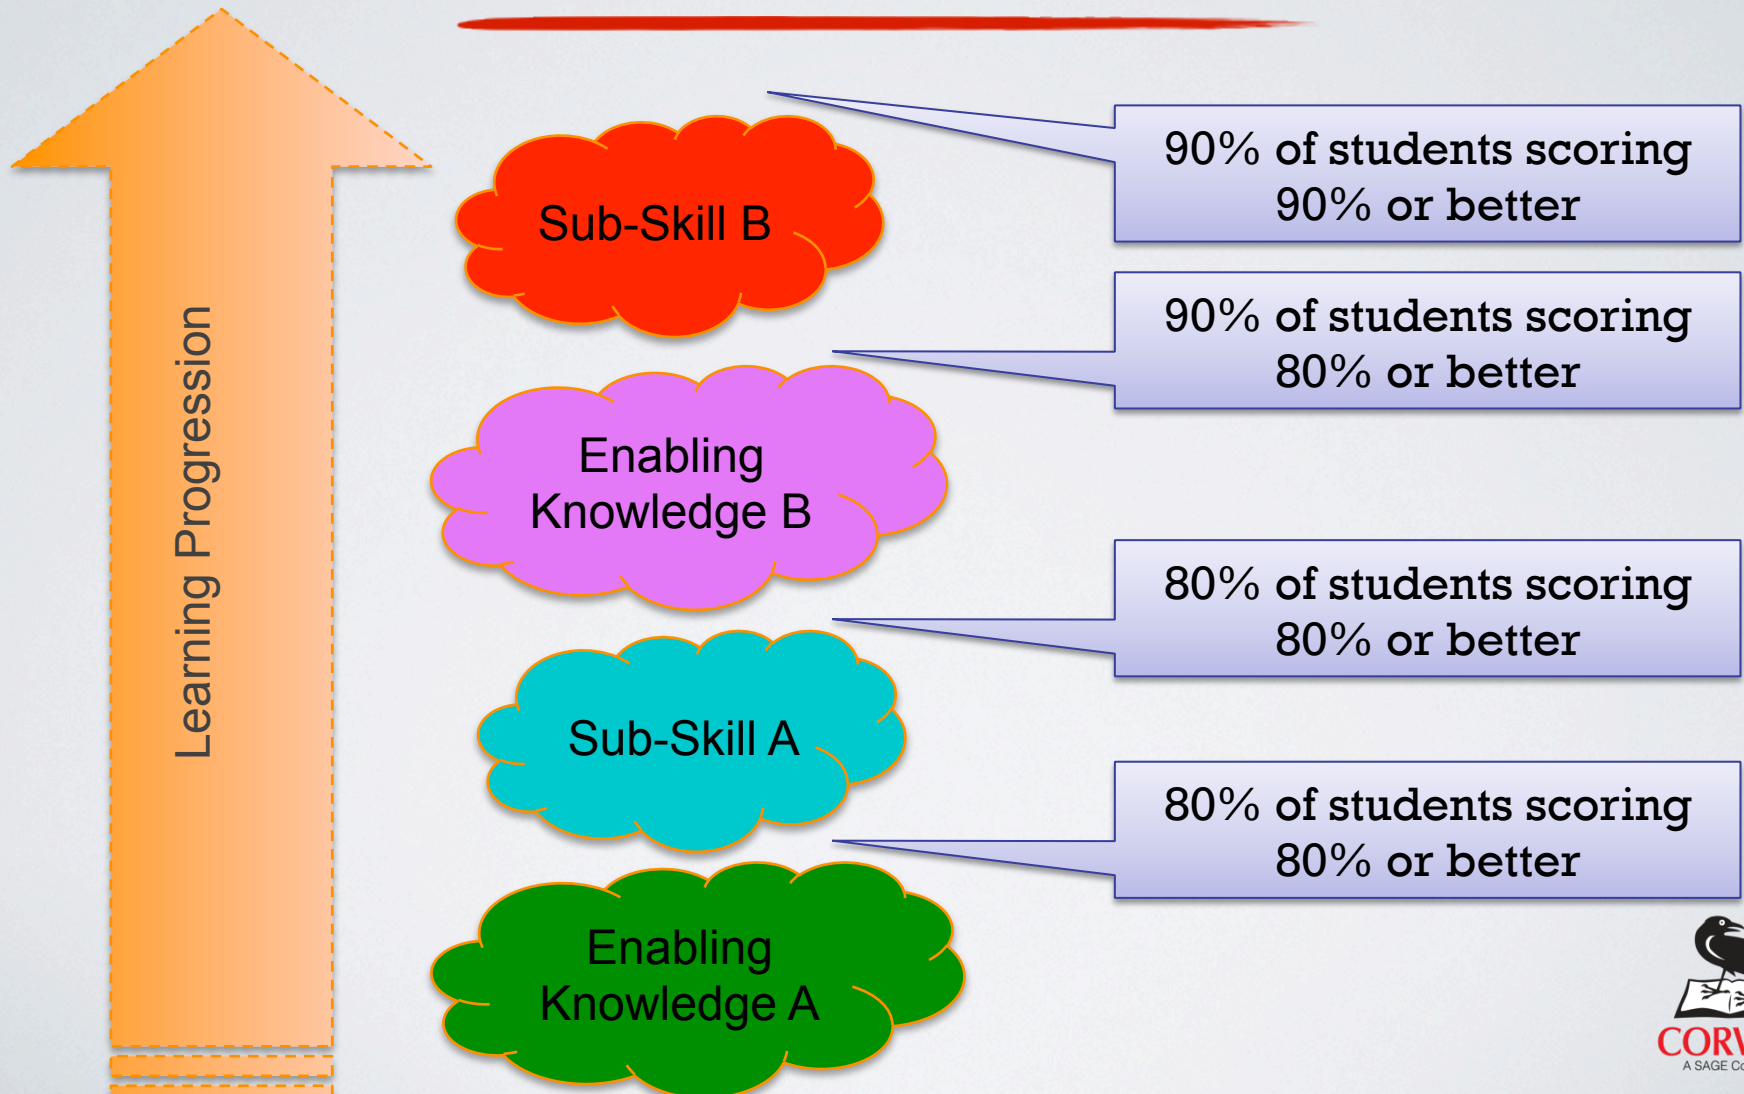 90% of students scoring
90% or better
Sub-Skill B
90% of students scoring
80% or better
Learning Progression
Enabling
Knowledge B
80% of students scoring
80% or better
Sub-Skill A
80% of students scoring
80% or better
Enabling
Knowledge A
A SAGE